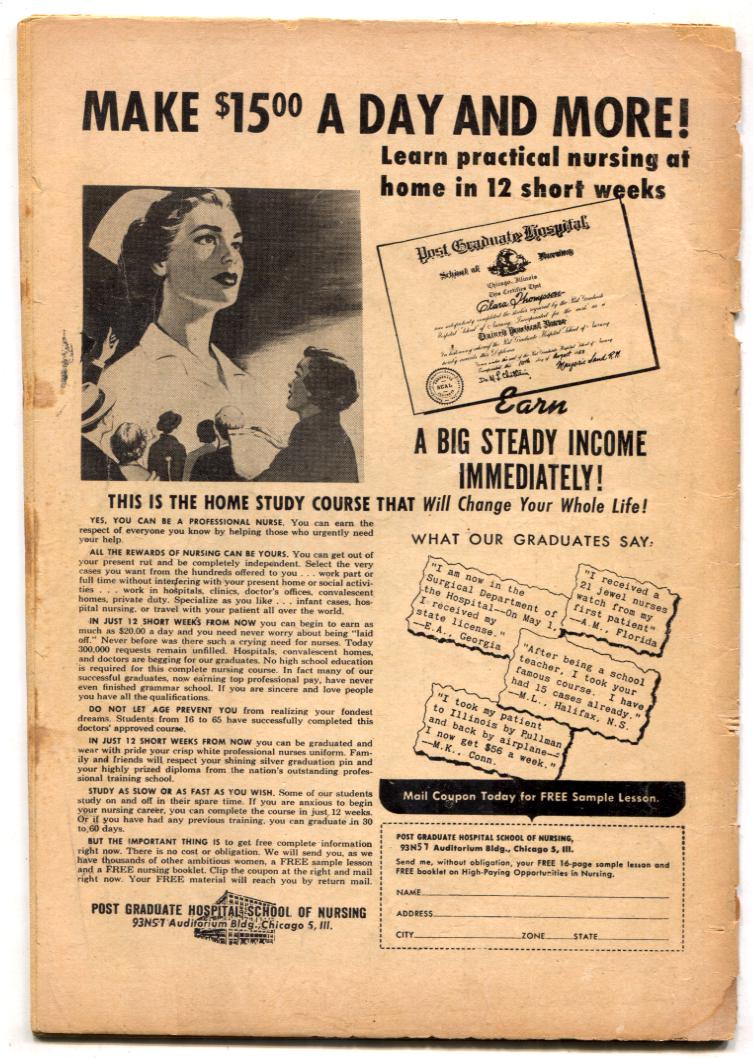 MAKE $15⁰⁰ A DAY AND MORE!
Learn practical nursing at
home in 12 short weeks
Post Graduate Hospital
School of Nursing
Chicago, Illinois
This Certifies That
Clara Thompson
Trained Practical Nurse
SEAL
Earn
A BIG STEADY INCOME
IMMEDIATELY!
THIS IS THE HOME STUDY COURSE THAT Will Change Your Whole Life!
YES, YOU CAN BE A PROFESSIONAL NURSE. You can earn the
respect of everyone you know by helping those who urgently need
your help.
ALL THE REWARDS OF NURSING CAN BE YOURS. You can get out of
your present rut and be completely independent. Select the very
cases you want from the hundreds offered to you . . . work part or
full time without interfering with your present home or social activi-
ties . . . work in hospitals, clinics, doctor's offices, convalescent
homes, private duty. Specialize as you like . . . infant cases, hos-
pital nursing, or travel with your patient all over the world.
IN JUST 12 SHORT WEEKS FROM NOW you can begin to earn as
much as $20.00 a day and you need never worry about being "laid
off." Never before was there such a crying need for nurses. Today
300,000 requests remain unfilled. Hospitals, convalescent homes,
and doctors are begging for our graduates. No high school education
is required for this complete nursing course. In fact many of our
successful graduates, now earning top professional pay, have never
even finished grammar school. If you are sincere and love people
you have all the qualifications.
DO NOT LET AGE PREVENT YOU from realizing your fondest
dreams. Students from 16 to 65 have successfully completed this
doctors' approved course.
IN JUST 12 SHORT WEEKS FROM NOW you can be graduated and
wear with pride your crisp white professional nurses uniform. Fam-
ily and friends will respect your shining silver graduation pin and
your highly prized diploma from the nation's outstanding profes-
sional training school.
STUDY AS SLOW OR AS FAST AS YOU WISH. Some of our students
study on and off in their spare time. If you are anxious to begin
your nursing career, you can complete the course in just 12 weeks.
Or if you have had any previous training, you can graduate in 30
to 60 days.
BUT THE IMPORTANT THING IS to get free complete information
right now. There is no cost or obligation. We will send you, as we
have thousands of other ambitious women, a FREE sample lesson
and a FREE nursing booklet. Clip the coupon at the right and mail
right now. Your FREE material will reach you by return mail.
POST GRADUATE HOSPITAL SCHOOL OF NURSING
93N57 Auditorium Bldg., Chicago 5, Ill.
WHAT OUR GRADUATES SAY:
"I am now in the
Surgical Department of
the Hospital—On May 1,
I received my
state license."
—E.A., Georgia
"I received a
21 jewel nurses
watch from my
first patient"
—A.M., Florida
"After being a school
teacher, I took your
famous course. I have
had 15 cases already."
—M.L., Halifax, N.S.
"I took my patient
to Illinois by Pullman
and back by airplane—
I now get $56 a week."
—M.K., Conn.
Mail Coupon Today for FREE Sample Lesson.
POST GRADUATE HOSPITAL SCHOOL OF NURSING,
93N57 Auditorium Bldg., Chicago 5, Ill.
Send me, without obligation, your FREE 16-page sample lesson and
FREE booklet on High-Paying Opportunities in Nursing.
NAME
ADDRESS
CITY ZONE STATE